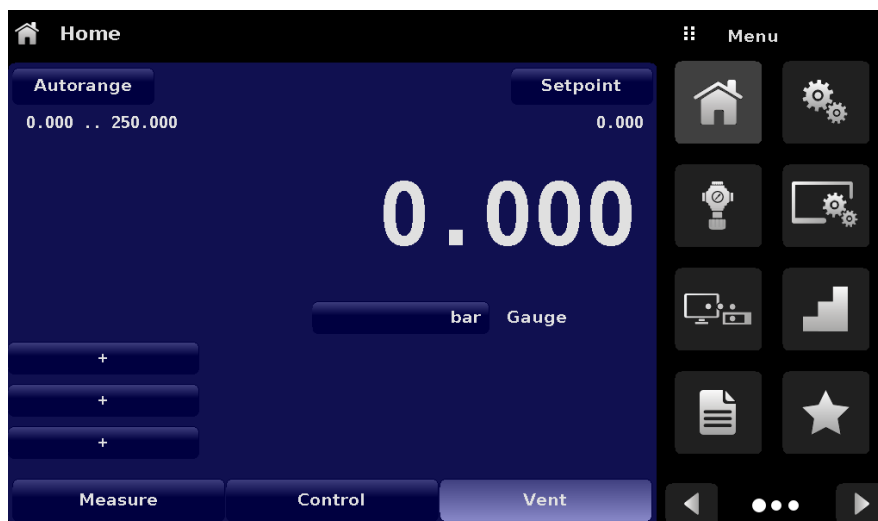 Home
Menu
Autorange
Setpoint
0.000 .. 250.000
0.000
0.000
bar Gauge
+
+
+
Measure Control Vent